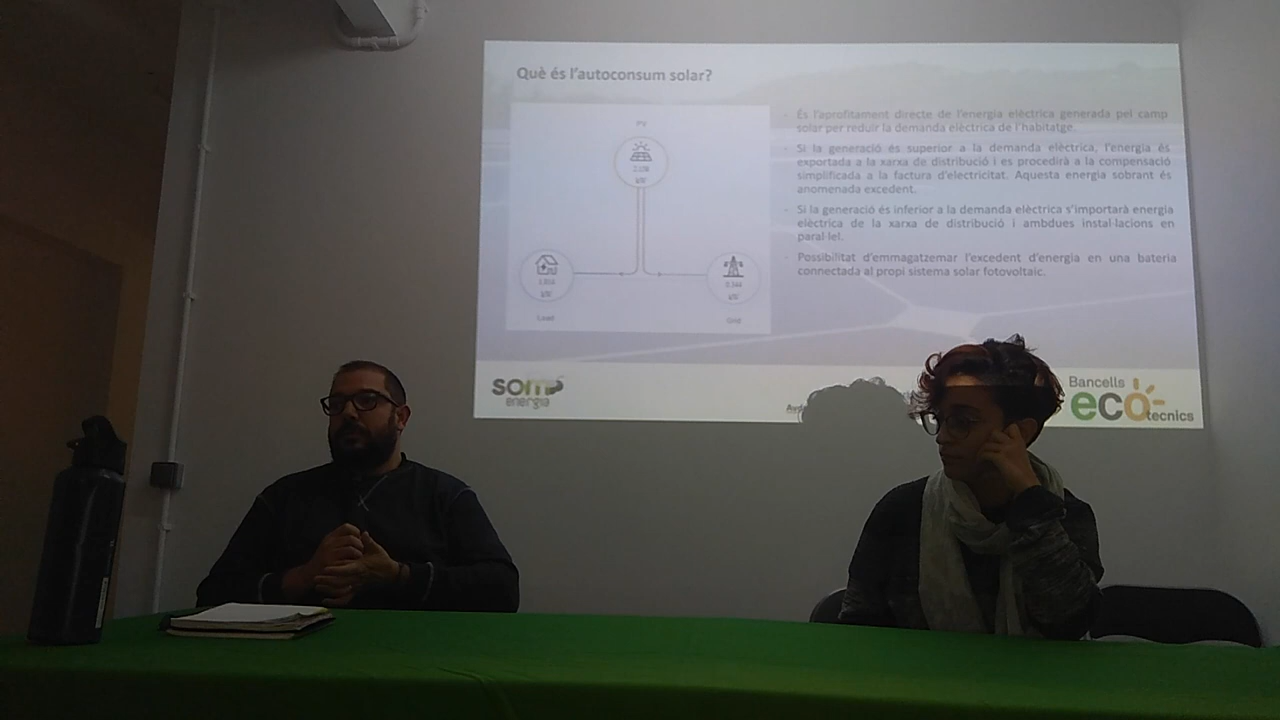 Què és l'autoconsum solar?
PV
kW
kW
Load
kW
Grid
- És l'aprofitament directe de l'energia elèctrica generada pel camp
solar per reduir la demanda elèctrica de l'habitatge.
- Si la generació és superior a la demanda elèctrica, l'energia és
exportada a la xarxa de distribució i es procedirà a la compensació
simplificada a la factura d'electricitat. Aquesta energia sobrant és
anomenada excedent.
- Si la generació és inferior a la demanda elèctrica s'importarà energia
elèctrica de la xarxa de distribució i ambdues instal·lacions en
paral·lel.
- Possibilitat d'emmagatzemar l'excedent d'energia en una bateria
connectada al propi sistema solar fotovoltaic.
som
energia
Bancells
eco
tecnics